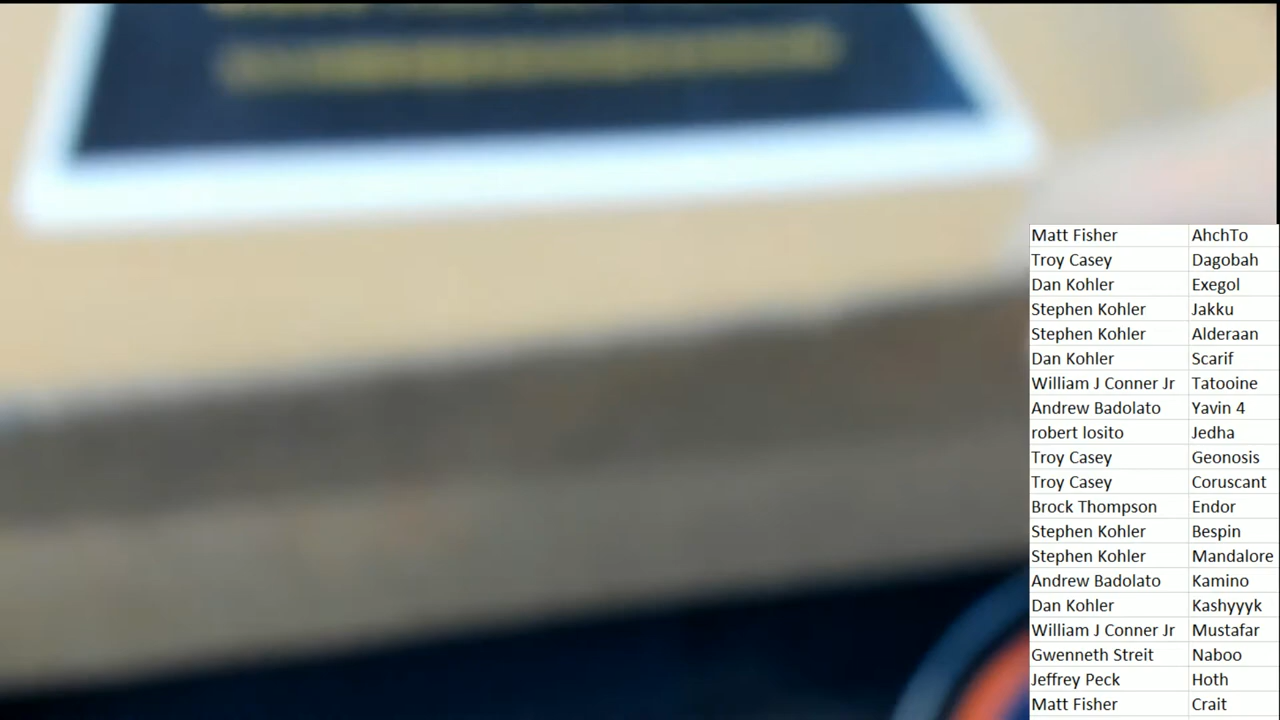 Matt Fisher AhchTo
Troy Casey Dagobah
Dan Kohler Exegol
Stephen Kohler Jakku
Stephen Kohler Alderaan
Dan Kohler Scarif
William J Conner Jr Tatooine
Andrew Badolato Yavin 4
robert losito Jedha
Troy Casey Geonosis
Troy Casey Coruscant
Brock Thompson Endor
Stephen Kohler Bespin
Stephen Kohler Mandalore
Andrew Badolato Kamino
Dan Kohler Kashyyyk
William J Conner Jr Mustafar
Gwenneth Streit Naboo
Jeffrey Peck Hoth
Matt Fisher Crait